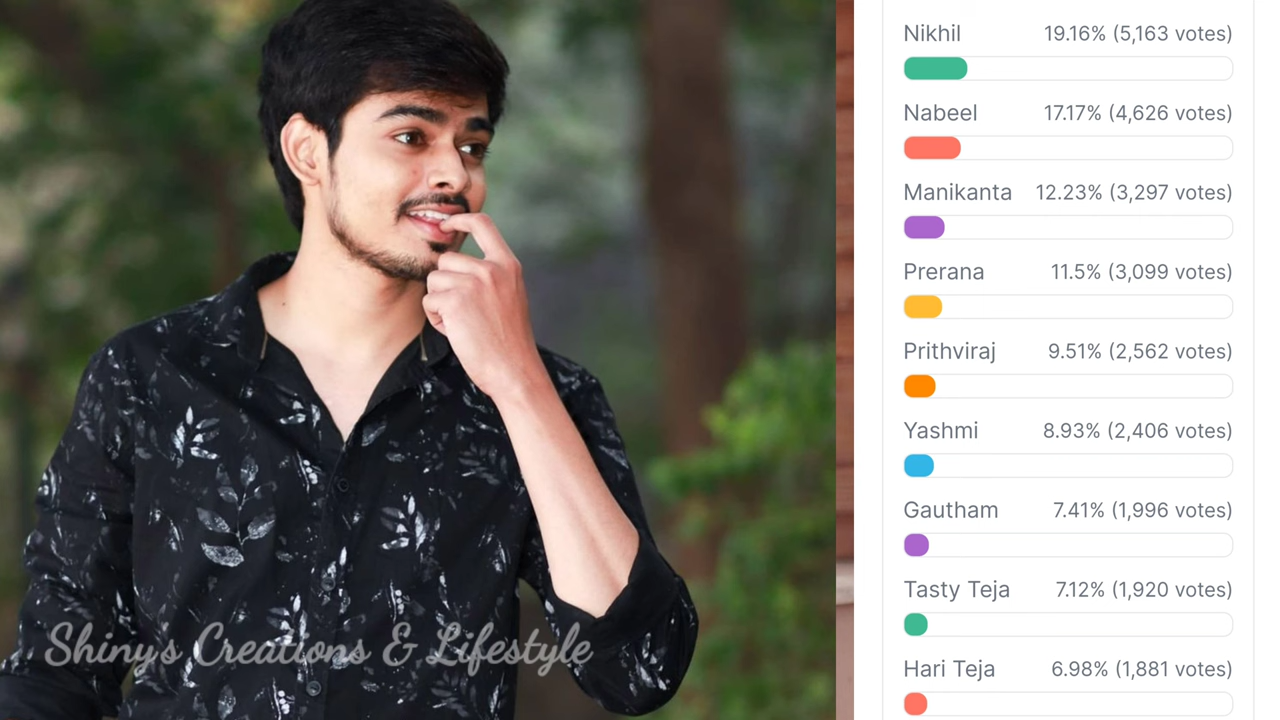 Nikhil 19.16% (5,163 votes)
Nabeel 17.17% (4,626 votes)
Manikanta 12.23% (3,297 votes)
Prerana 11.5% (3,099 votes)
Prithviraj 9.51% (2,562 votes)
Yashmi 8.93% (2,406 votes)
Gautham 7.41% (1,996 votes)
Tasty Teja 7.12% (1,920 votes)
Hari Teja 6.98% (1,881 votes)
Shiny's Creations & Lifestyle